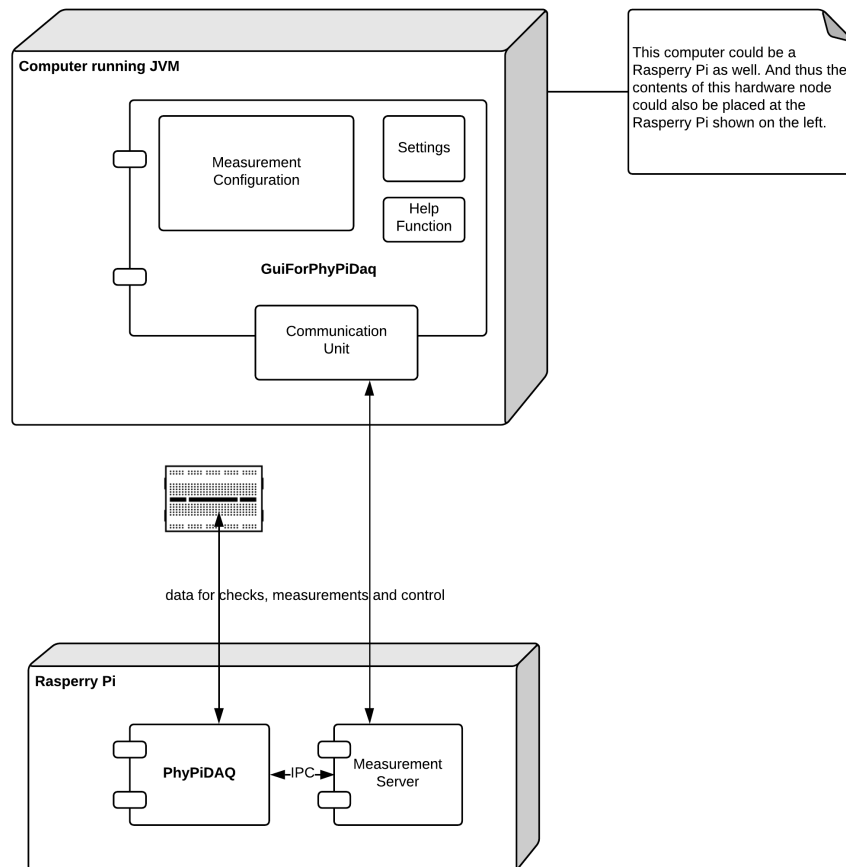 Computer running JVM
This computer could be a
Rasperry Pi as well. And thus the
contents of this hardware node
could also be placed at the
Rasperry Pi shown on the left.
Measurement
Configuration
Settings
Help
Function
GuiForPhyPiDaq
Communication
Unit
data for checks, measurements and control
Rasperry Pi
PhyPiDAQ
IPC
Measurement
Server